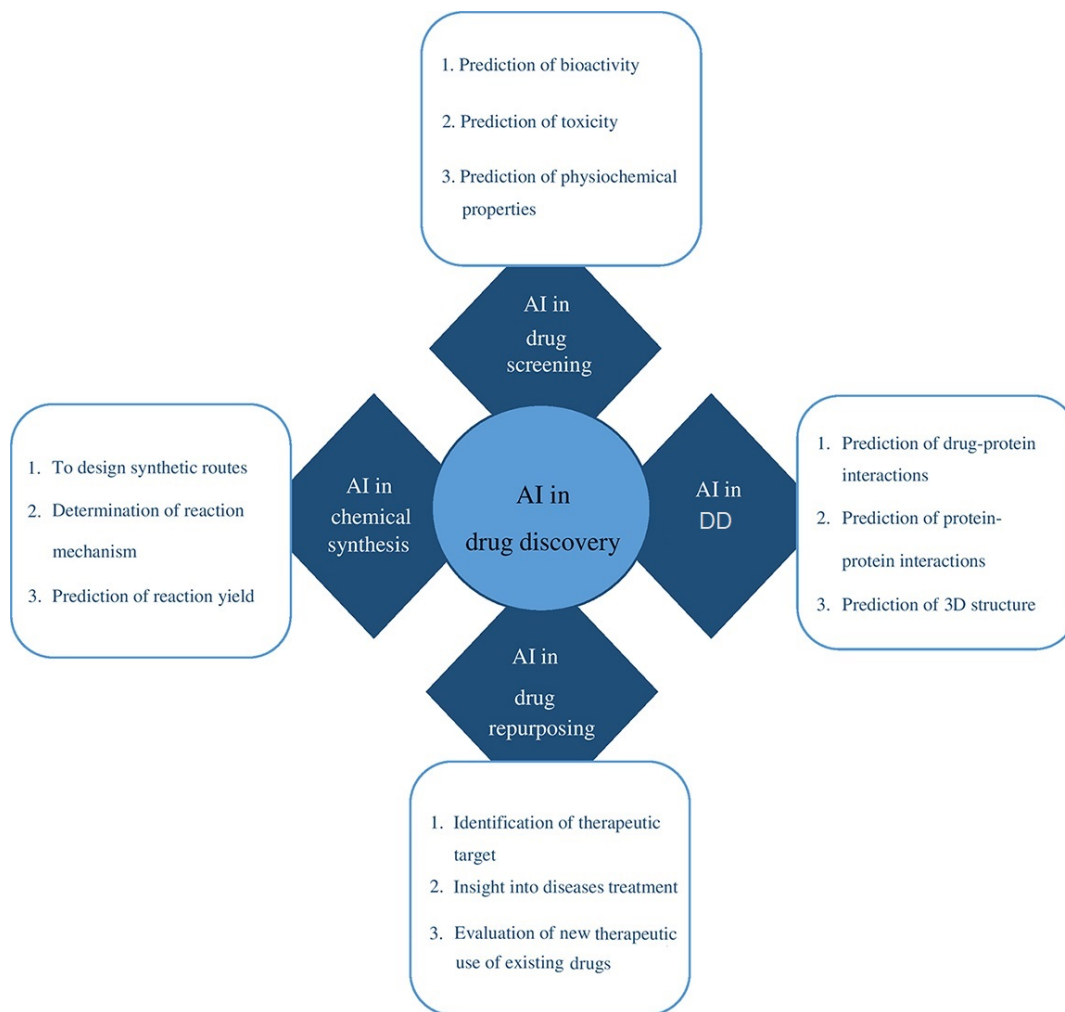 1. Prediction of bioactivity
2. Prediction of toxicity
3. Prediction of physiochemical
properties
AI in
drug
screening
1. To design synthetic routes
2. Determination of reaction
mechanism
3. Prediction of reaction yield
AI in
chemical
synthesis
AI in
drug discovery
AI in
DD
1. Prediction of drug-protein
interactions
2. Prediction of protein-
protein interactions
3. Prediction of 3D structure
AI in
drug
repurposing
1. Identification of therapeutic
target
2. Insight into diseases treatment
3. Evaluation of new therapeutic
use of existing drugs